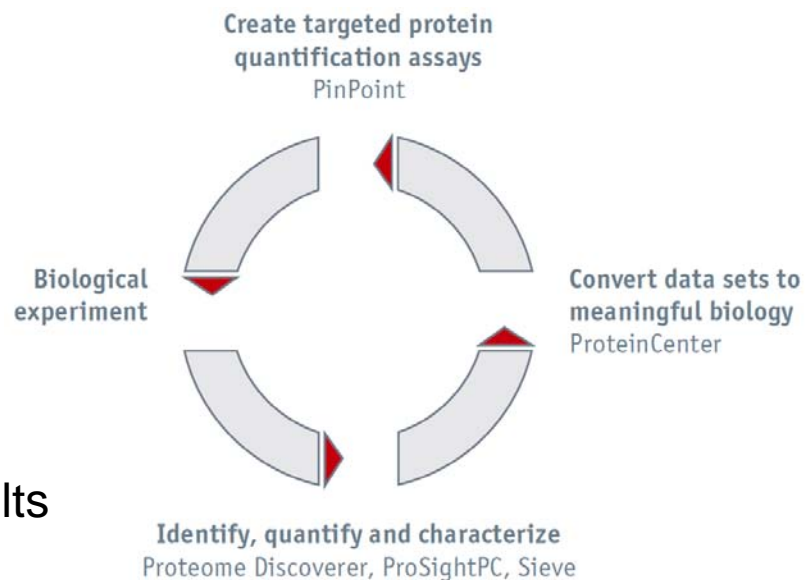 Create targeted protein
quantification assays
PinPoint
Biological
experiment
Convert data sets to
meaningful biology
ProteinCenter
lts
Identify, quantify and characterize
Proteome Discoverer, ProSightPC, Sieve